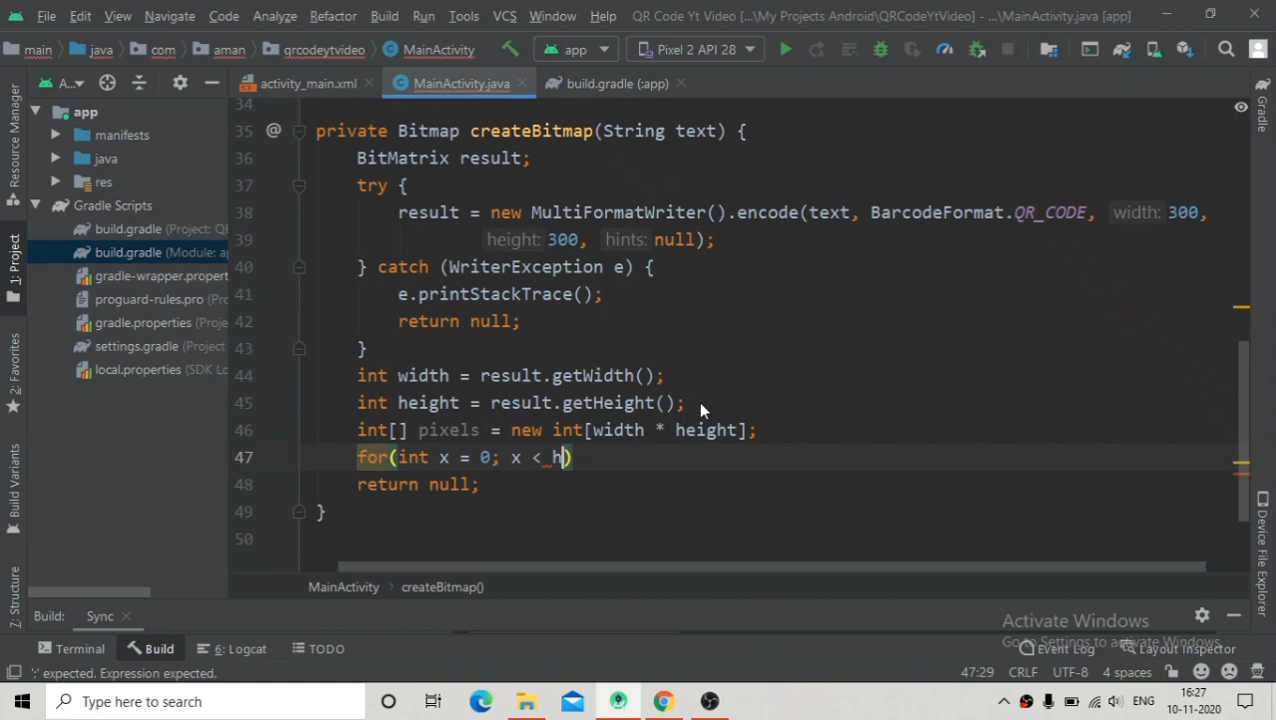 File Edit View Navigate Code Analyze Refactor Build Run Tools VCS Window Help QR Code Yt Video [...\My Projects Android\QRCodeYtVideo] - ...\MainActivity.java [app]
main java com aman qrcodeytvideo MainActivity app Pixel 2 API 28
A... activity_main.xml MainActivity.java build.gradle (:app)
Resource Manager
1: Project
2: Favorites
Build Variants
Z: Structure
app
manifests
java
res
Gradle Scripts
build.gradle (Project: QR
build.gradle (Module: ap
gradle-wrapper.propert
proguard-rules.pro (Pro
gradle.properties (Proje
settings.gradle (Project
local.properties (SDK Lo
34
35 @ private Bitmap createBitmap(String text) {
36 BitMatrix result;
37 try {
38 result = new MultiFormatWriter().encode(text, BarcodeFormat.QR_CODE, width: 300,
39 height: 300, hints: null);
40 } catch (WriterException e) {
41 e.printStackTrace();
42 return null;
43 }
44 int width = result.getWidth();
45 int height = result.getHeight();
46 int[] pixels = new int[width * height];
47 for(int x = 0; x < h)
48 return null;
49 }
50
Gradle
Device File Explorer
MainActivity createBitmap()
Build: Sync
Activate Windows
Go to Settings to activate Windows.
Terminal Build 6: Logcat TODO Event Log Layout Inspector
';' expected. Expression expected. 47:29 CRLF UTF-8 4 spaces
Type here to search ENG 16:27
10-11-2020